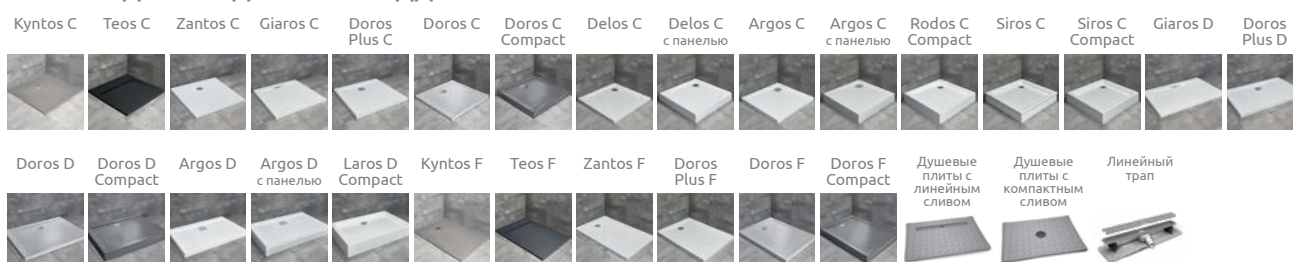 Kyntos C
Teos C
Zantos C
Giaros C
Doros
Plus C
Doros C
Doros C
Compact
Delos C
Delos C
с панелью
Argos C
Argos C
с панелью
Rodos C
Compact
Siros C
Siros C
Compact
Giaros D
Doros
Plus D
Doros D
Doros D
Compact
Argos D
Argos D
с панелью
Laros D
Compact
Kyntos F
Teos F
Zantos F
Doros
Plus F
Doros F
Doros F
Compact
Душевые
плиты с
линейным
сливом
Душевые
плиты с
компактным
сливом
Линейный
трап